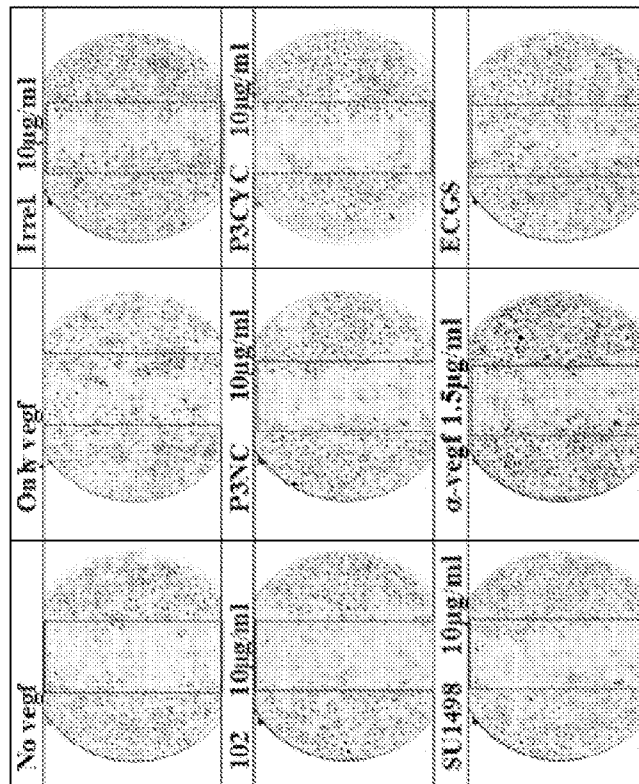 No vegf
Only vegf
Irrel. 10µg/ml
102 10µg/ml
P3NC 10µg/ml
P3CYC 10µg/ml
SU1498 10µg/ml
α-vegf 1.5µg/ml
ECGS